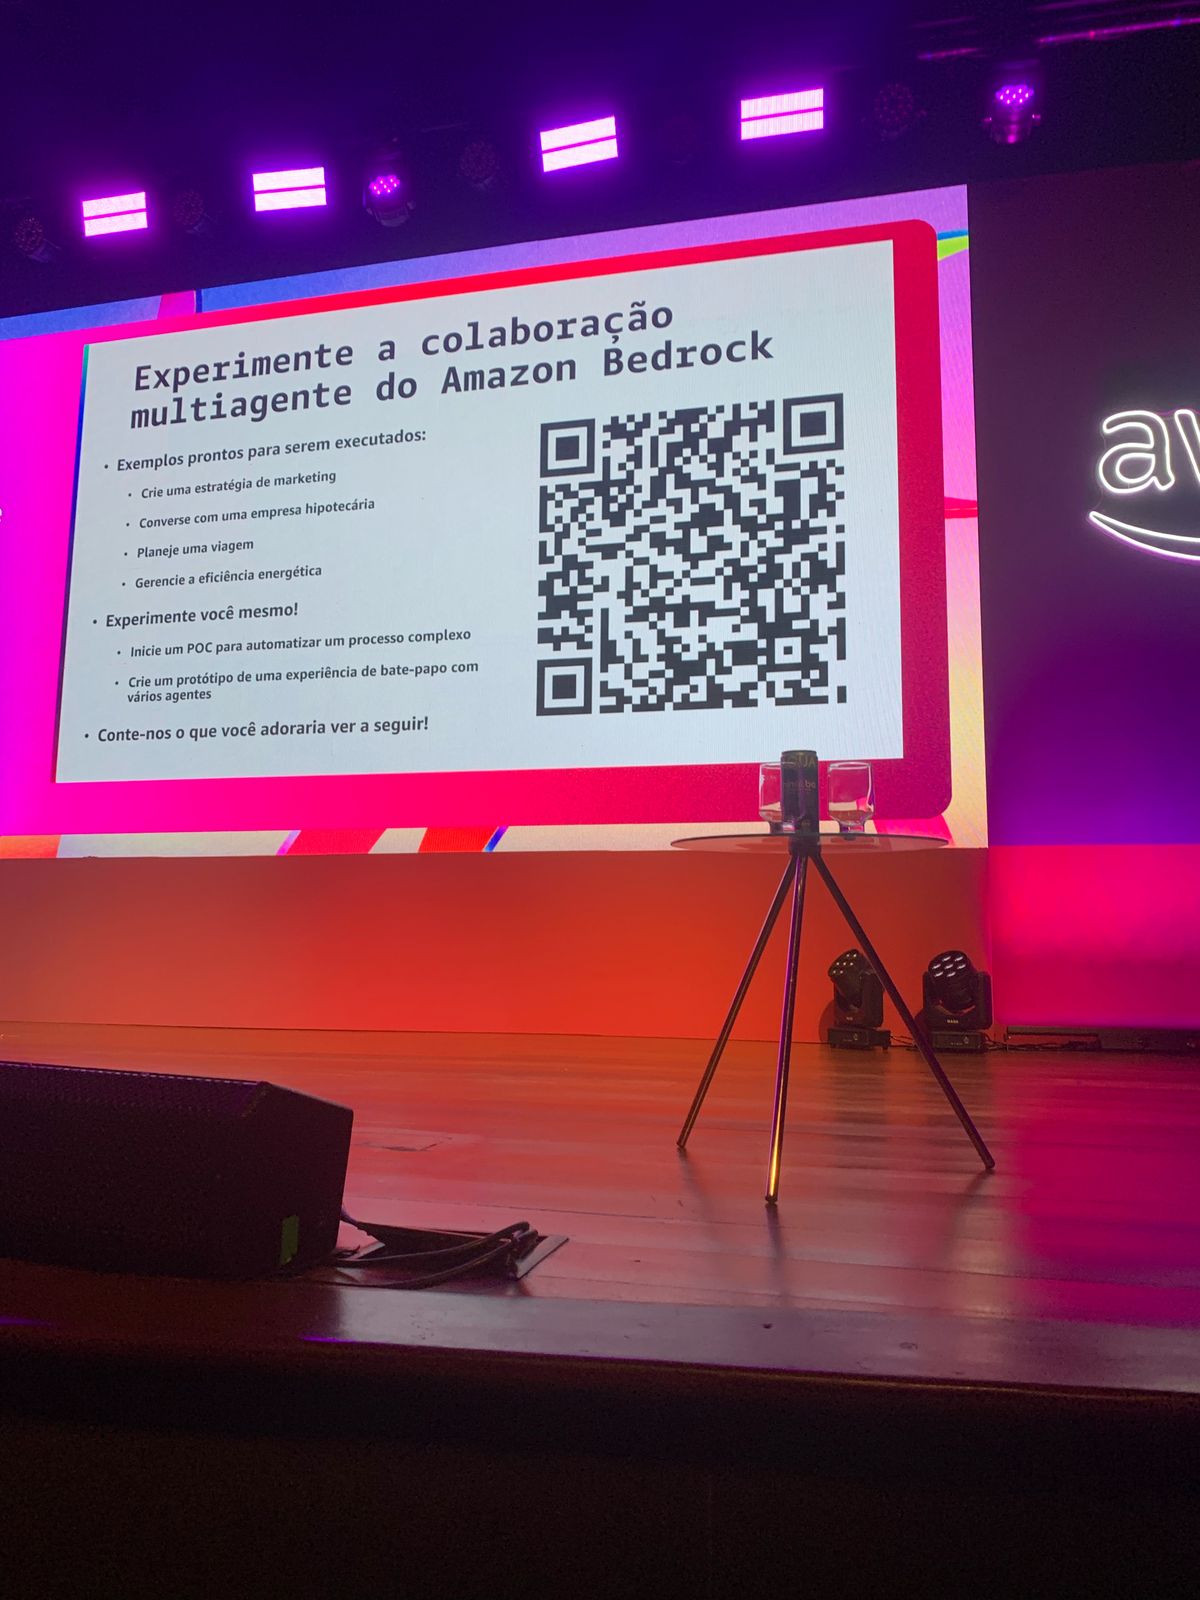 Experimente a colaboração
multiagente do Amazon Bedrock
• Exemplos prontos para serem executados:
• Crie uma estratégia de marketing
• Converse com uma empresa hipotecária
• Planeje uma viagem
• Gerencie a eficiência energética
• Experimente você mesmo!
• Inicie um POC para automatizar um processo complexo
• Crie um protótipo de uma experiência de bate-papo com
vários agentes
• Conte-nos o que você adoraria ver a seguir!